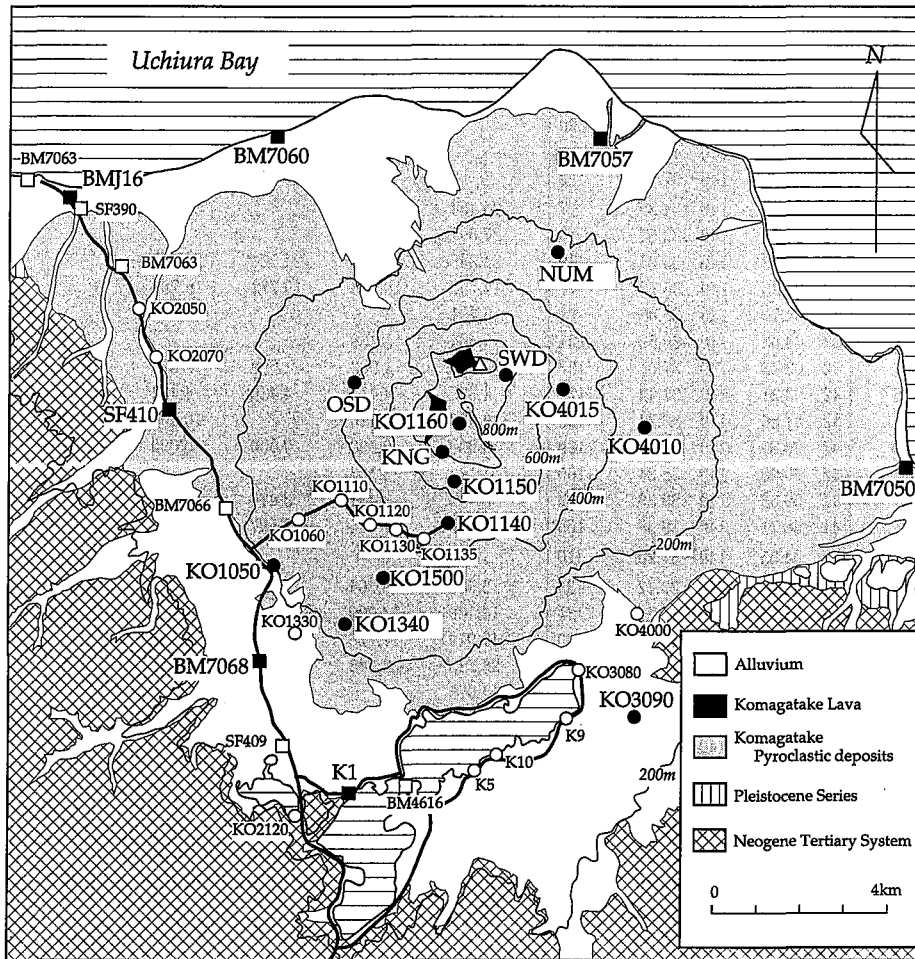 Uchiura Bay
N
BM7063
BMJ16
SF390
BM7060
BM7057
BM7063
NUM
KO2050
KO2070
SWD
OSD
KO4015
SF410
KO1160
800m
KO4010
KNG
600m
BM7050
KO1110
KO1150
400m
BM7066
KO1120
KO1060
KO1140
KO1130
KO1135
200m
KO1050
KO1500
KO1330
KO1340
KO4000
BM7068
KO3080
KO3090
K9
SF409
K10
K1
K5
200m
BM4616
KO2120
Alluvium
Komagatake Lava
Komagatake
Pyroclastic deposits
Pleistocene Series
Neogene Tertiary System
0 4km